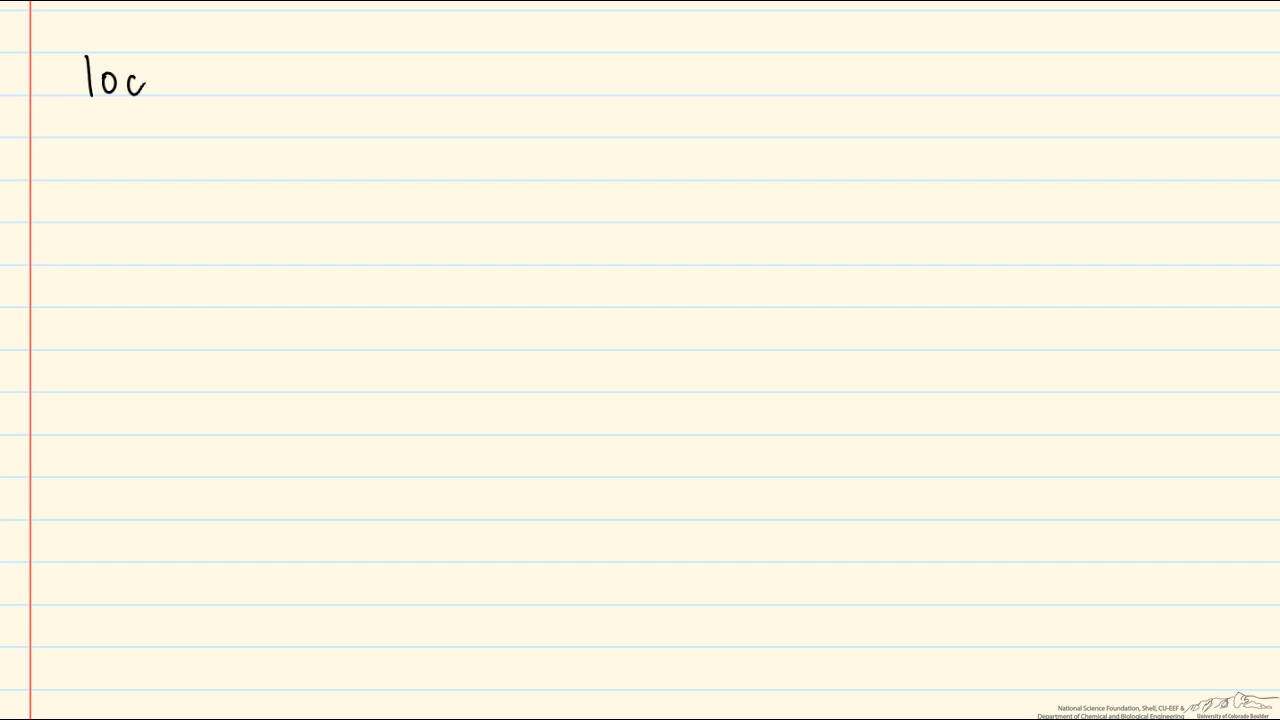 loc
National Science Foundation, Shell, CU-EEF &
Department of Chemical and Biological Engineering
University of Colorado Boulder